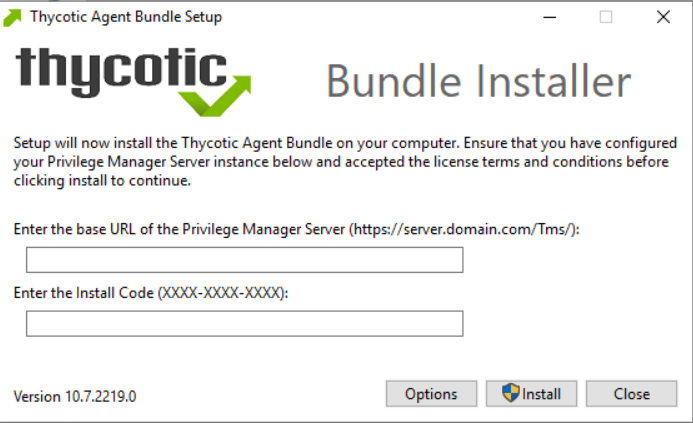 Thycotic Agent Bundle Setup
thycotic
Bundle Installer
Setup will now install the Thycotic Agent Bundle on your computer. Ensure that you have configured
your Privilege Manager Server instance below and accepted the license terms and conditions before
clicking install to continue.
Enter the base URL of the Privilege Manager Server (https://server.domain.com/Tms/):
Enter the Install Code (XXXX-XXXX-XXXX):
Version 10.7.2219.0
Options
Install
Close